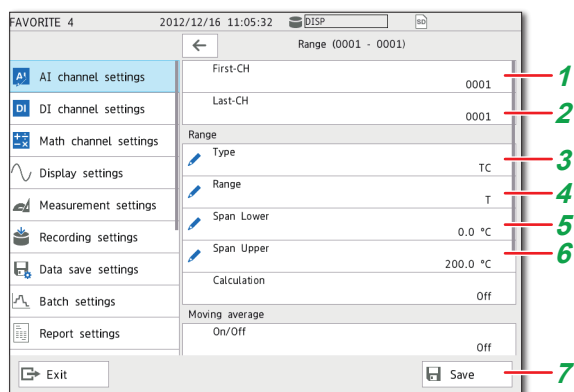 FAVORITE 4 2012/12/16 11:05:32 DISP SD
← Range (0001 - 0001)
AI AI channel settings
DI DI channel settings
Math channel settings
Display settings
Measurement settings
Recording settings
Data save settings
Batch settings
Report settings
First-CH
0001
1
Last-CH
0001
2
Range
Type
TC
3
Range
T
4
Span Lower
0.0 °C
5
Span Upper
200.0 °C
6
Calculation
Off
Moving average
On/Off
Off
Exit
Save
7